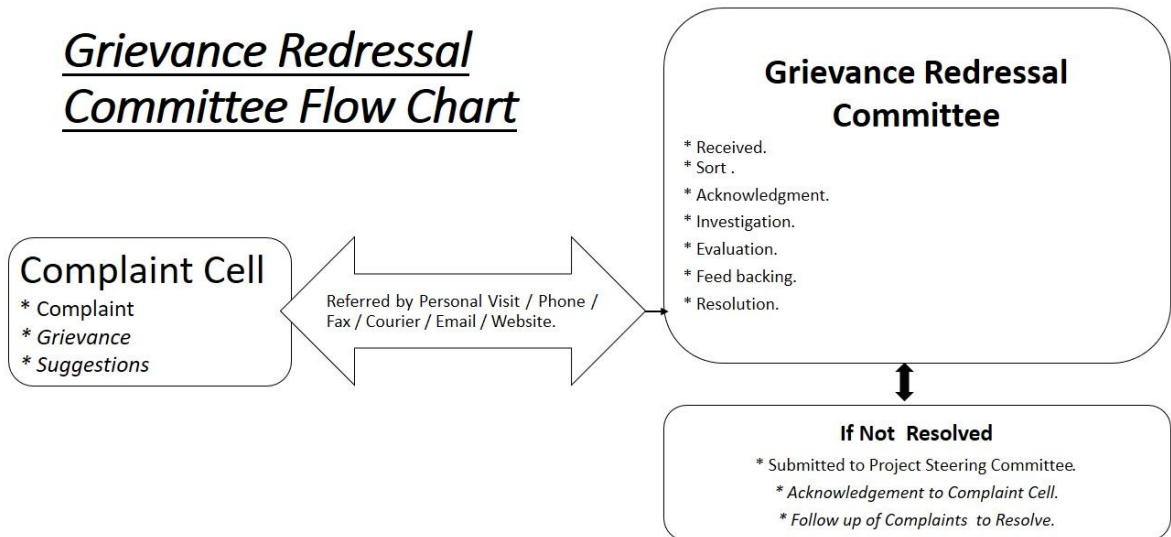 Grievance Redressal
Committee Flow Chart
Grievance Redressal
Committee
* Received.
* Sort .
* Acknowledgment.
* Investigation.
* Evaluation.
* Feed backing.
* Resolution.
Complaint Cell
* Complaint
* Grievance
* Suggestions
Referred by Personal Visit / Phone /
Fax / Courier / Email / Website.
If Not Resolved
* Submitted to Project Steering Committee.
* Acknowledgement to Complaint Cell.
* Follow up of Complaints to Resolve.